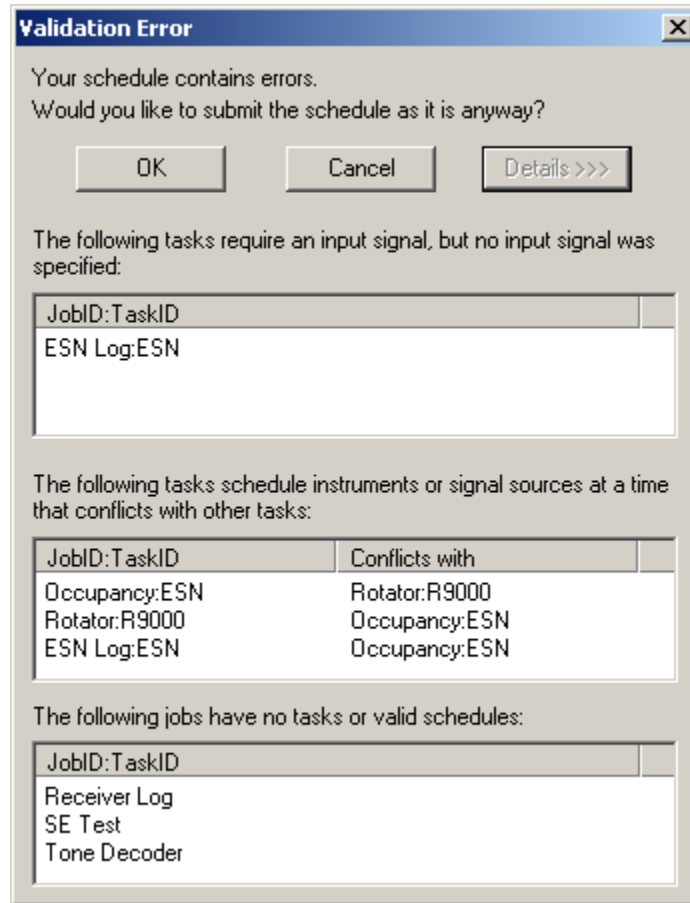 Validation Error
Your schedule contains errors.
Would you like to submit the schedule as it is anyway?
OK Cancel Details >>>
The following tasks require an input signal, but no input signal was
specified:
JobID:TaskID
ESN Log:ESN
The following tasks schedule instruments or signal sources at a time
that conflicts with other tasks:
JobID:TaskID Conflicts with
Occupancy:ESN Rotator:R9000
Rotator:R9000 Occupancy:ESN
ESN Log:ESN Occupancy:ESN
The following jobs have no tasks or valid schedules:
JobID:TaskID
Receiver Log
SE Test
Tone Decoder